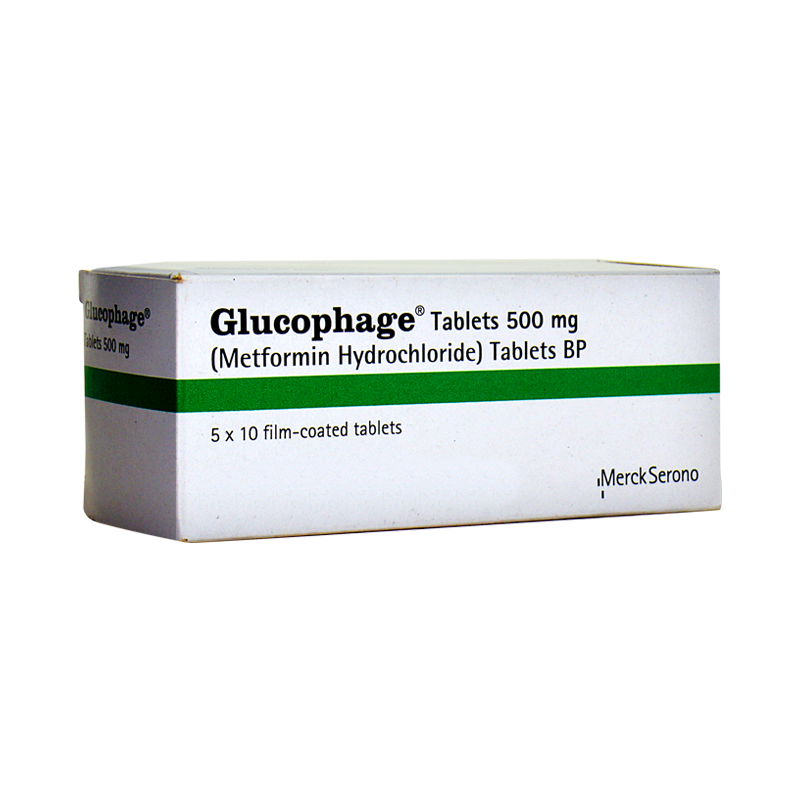 Glucophage®
Tablets 500 mg
Glucophage® Tablets 500 mg
(Metformin Hydrochloride) Tablets BP
5 x 10 film-coated tablets
MerckSerono